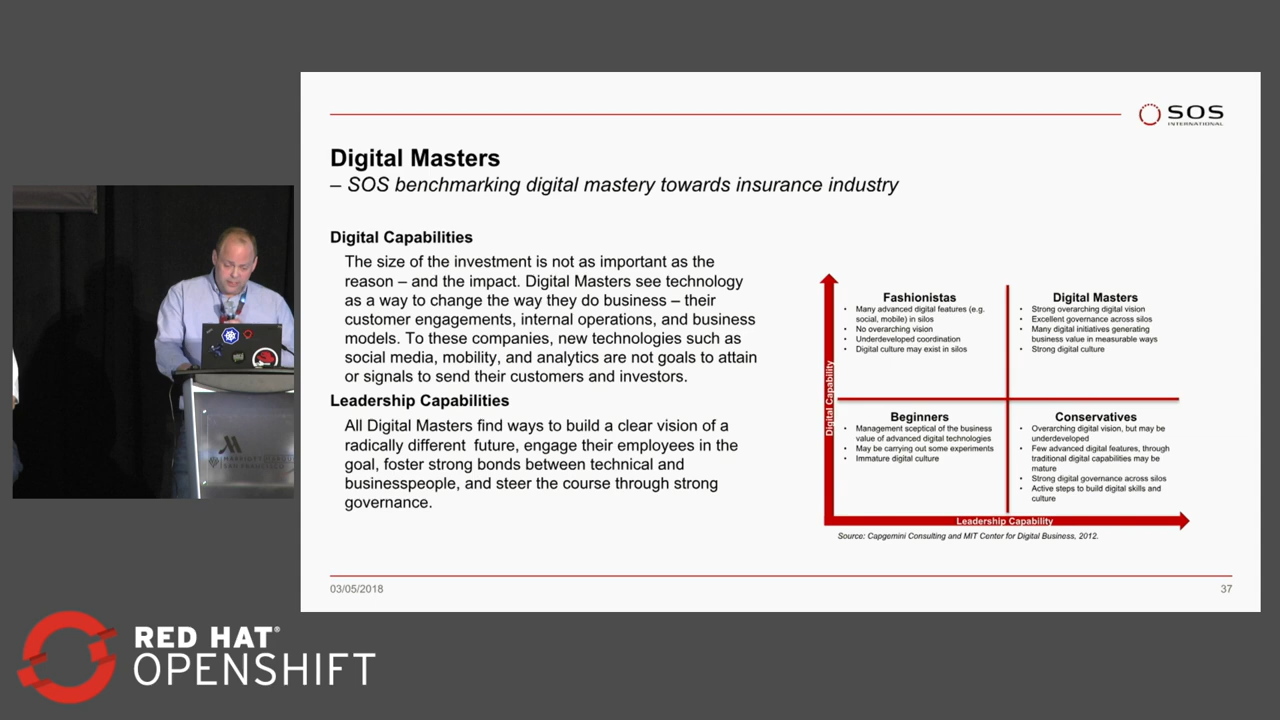 SOS
INTERNATIONAL
Digital Masters
– SOS benchmarking digital mastery towards insurance industry
Digital Capabilities
The size of the investment is not as important as the
reason – and the impact. Digital Masters see technology
as a way to change the way they do business – their
customer engagements, internal operations, and business
models. To these companies, new technologies such as
social media, mobility, and analytics are not goals to attain
or signals to send their customers and investors.
Leadership Capabilities
All Digital Masters find ways to build a clear vision of a
radically different future, engage their employees in the
goal, foster strong bonds between technical and
businesspeople, and steer the course through strong
governance.
Digital Capability
Fashionistas
• Many advanced digital features (e.g.
social, mobile) in silos
• No overarching vision
• Underdeveloped coordination
• Digital culture may exist in silos
Digital Masters
• Strong overarching digital vision
• Excellent governance across silos
• Many digital initiatives generating
business value in measurable ways
• Strong digital culture
Beginners
• Management sceptical of the business
value of advanced digital technologies
• May be carrying out some experiments
• Immature digital culture
Conservatives
• Overarching digital vision, but may be
underdeveloped
• Few advanced digital features, through
traditional digital capabilities may be
mature
• Strong digital governance across silos
• Active steps to build digital skills and
culture
Leadership Capability
Source: Capgemini Consulting and MIT Center for Digital Business, 2012.
03/05/2018
37
MARRIOTT MARQUIS
SAN FRANCISCO
RED HAT®
OPENSHIFT